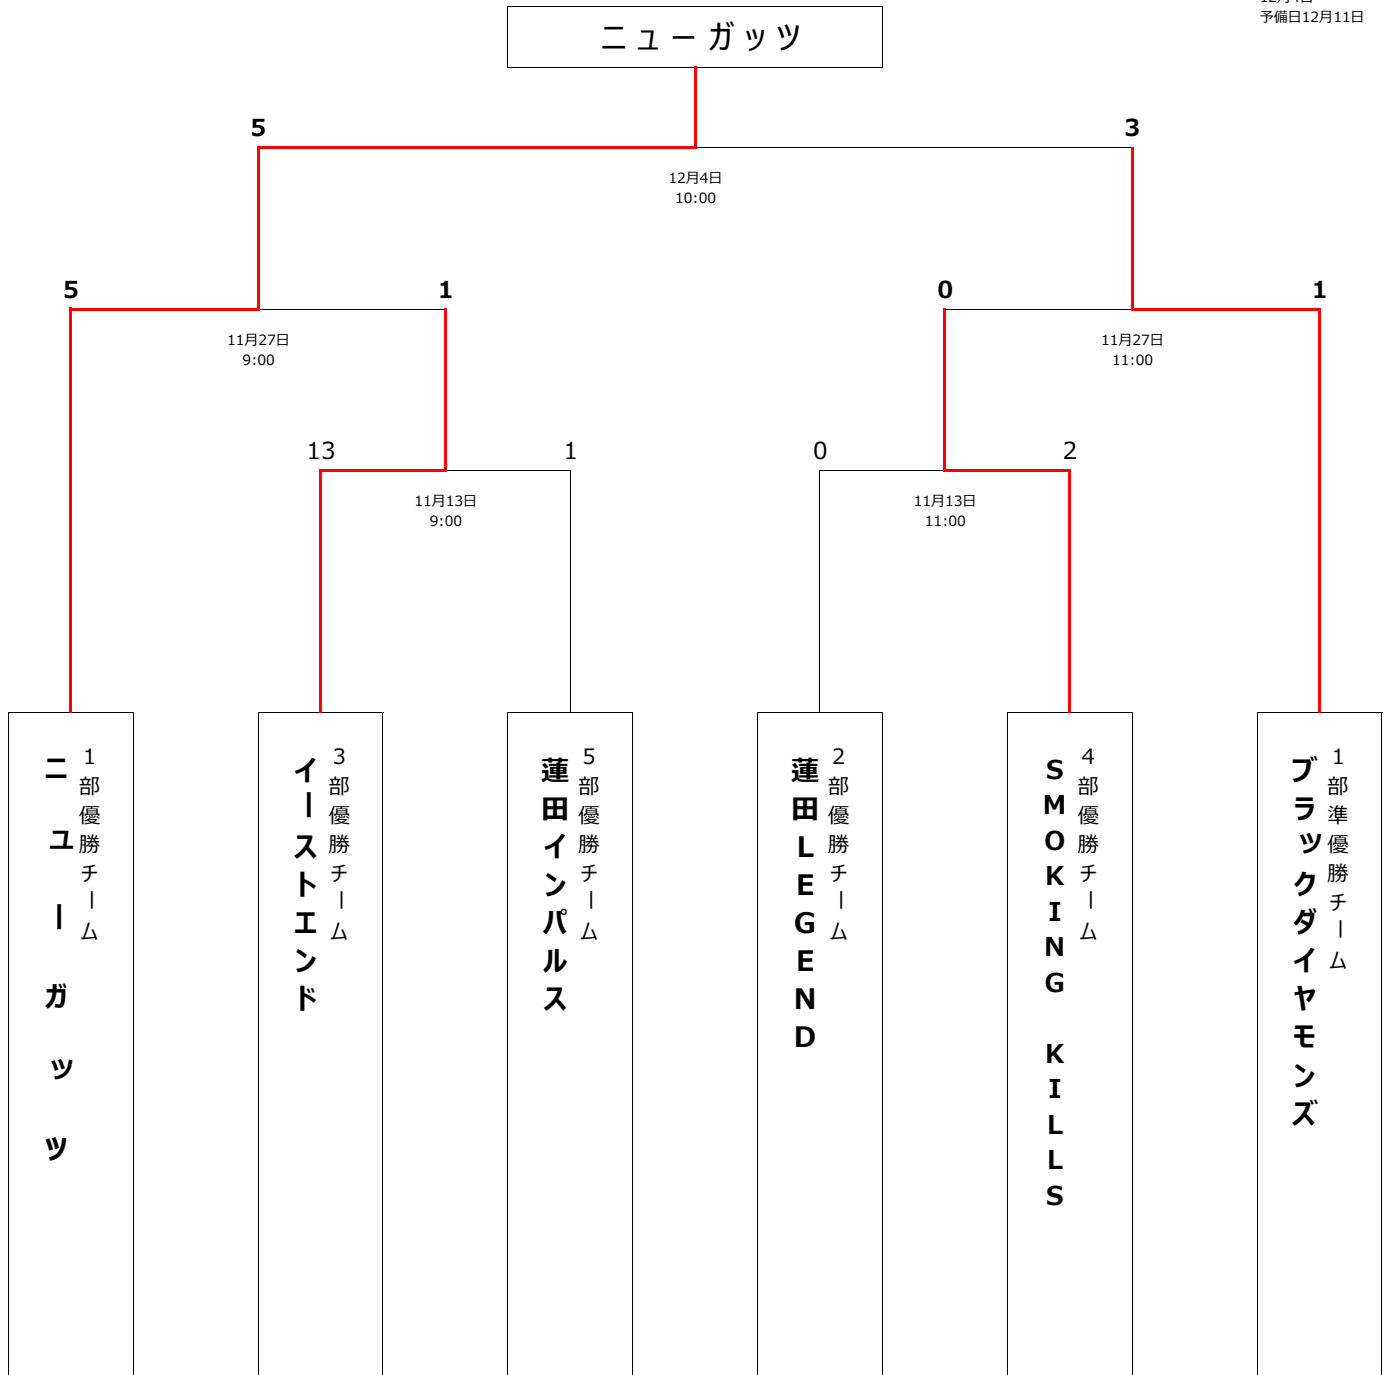 予備日12月11日
ニューガッツ
5
3
12月4日
10:00
5
1
0
1
11月27日
9:00
11月27日
11:00
13
1
0
2
11月13日
9:00
11月13日
11:00
1部優勝チーム
ニューガッツ
3部優勝チーム
イーストエンド
5部優勝チーム
蓮田インパルス
2部優勝チーム
蓮田LEGEND
4部優勝チーム
SMOKING KILLS
1部準優勝チーム
ブラックダイヤモンズ